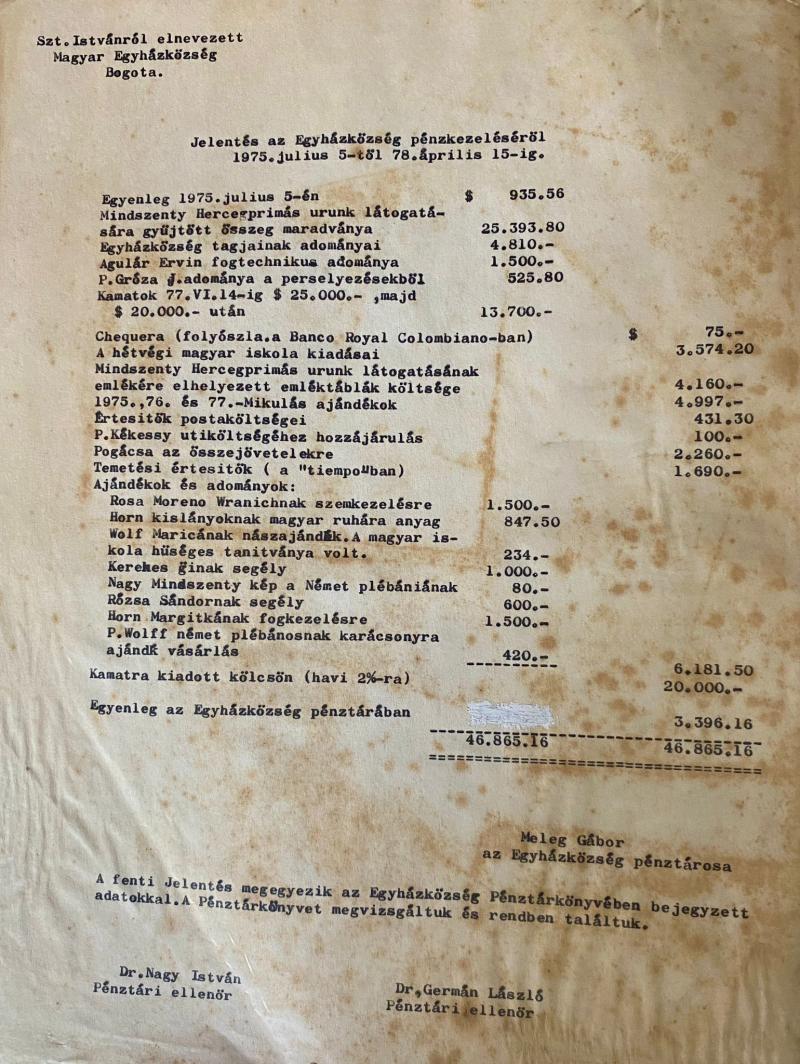 Szt.Istvánról elnevezett
Magyar Egyházközség
Bogota.
Jelentés az Egyházközség pénzkezeléséröl
1975.julius 5-töl 78.április 15-ig.
Egyenleg 1975.julius 5-én $ 935.56
Mindszenty Hercegprimás urunk látogatá-
sára gyüjtött összeg maradványa 25.393.80
Egyházközség tagjainak adományai 4.810.-
Agulár Ervin fogtechnikus adománya 1.500.-
P.Gróza J.adománya a perselyezésekböl 525.80
Kamatok 77.VI.14-ig $ 25.000.- ,majd
$ 20.000.- után 13.700.-
Chequera (folyószla.a Banco Royal Colombiano-ban) $ 75.-
A hétvégi magyar iskola kiadásai 3.574.20
Mindszenty Hercegprimás urunk látogatásának
emlékére elhelyezett emléktáblák költsége 4.160.-
1975.,76. és 77.-Mikulás ajándékok 4.997.-
Értesitök postaköltségei 431.30
P.Kékessy utiköltségéhez hozzájárulás 100.-
Pogácsa az összejövetelekre 2.260.-
Temetési értesitök ( a "tiempo"ban) 1.690.-
Ajándékok és adományok:
Rosa Moreno Wranichnak szemkezelésre 1.500.-
Horn kislányoknak magyar ruhára anyag 847.50
Wolf Maricának nászajándék.A magyar is-
kola hüséges tanitványa volt. 234.-
Kerekes Ginak segély 1.000.-
Nagy Mindszenty kép a Német plébániának 80.-
Rózsa Sándornak segély 600.-
Horn Margitkának fogkezelésre 1.500.-
P.Wolff német plébánosnak karácsonyra
ajándék vásárlás 420.-
6.181.50
Kamatra kiadott kölcsön (havi 2%-ra) 20.000.-
Egyenleg az Egyházközség pénztárában 3.396.16
46.865.16 46.865.16
Meleg Gábor
az Egyházközség pénztárosa
A fenti Jelentés megegyezik az Egyházközség Pénztárkönyvében bejegyzett
adatokkal.A Pénztárkönyvet megvizsgáltuk és rendben találtuk.
Dr.Nagy István
Pénztári ellenör
Dr,Germán László
Pénztári ellenör